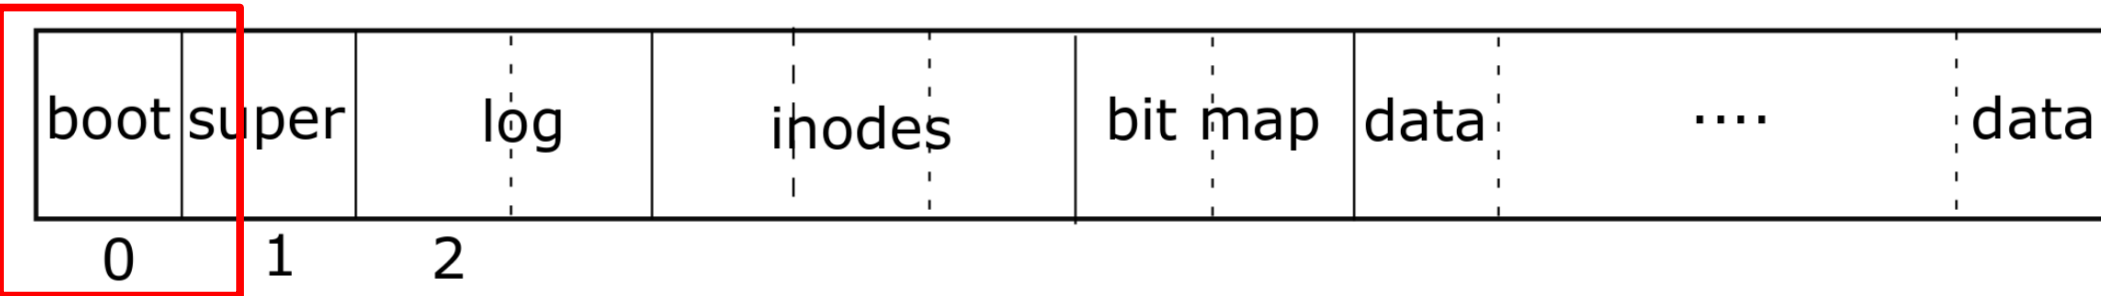 boot super log inodes bit map data .... data
0 1 2